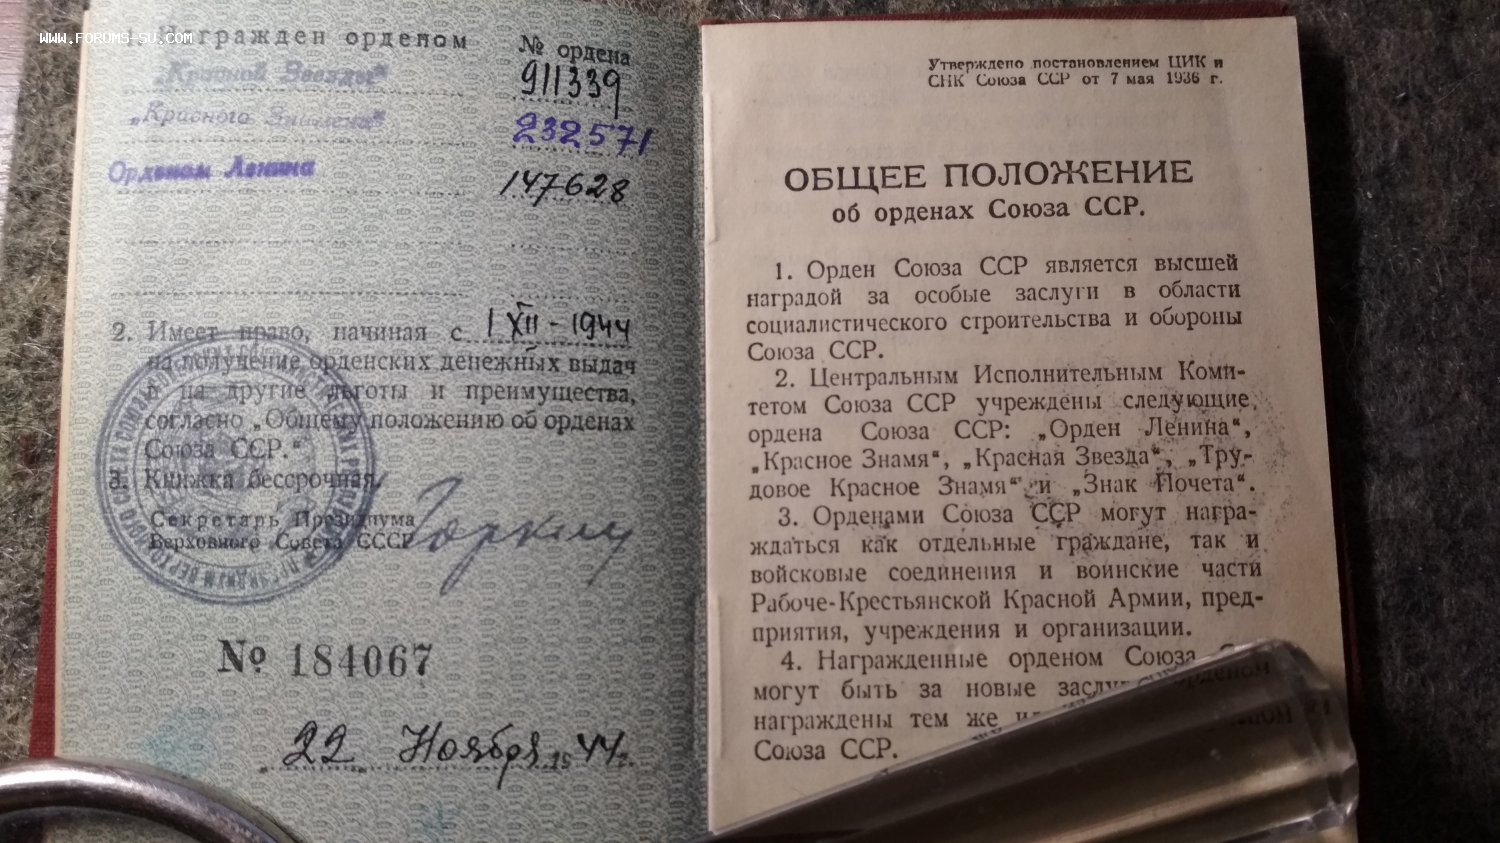 WWW.FORUMS-SU.COM
Награжден орденом
№ ордена
„Красной Звезды“ 911339
„Красного Знамени“ 232571
Орденом Ленина 147628
2. Имеет право, начиная с 1 XII - 1944
на получение орденских денежных выдач
и на другие льготы и преимущества,
согласно „Общему положению об орденах
Союза ССР.“
3. Книжка бессрочная.
Секретарь Президиума
Верховного Совета СССР Горкин
№ 184067
„22„ Ноября 1944 г.
Утверждено постановлением ЦИК и
СНК Союза ССР от 7 мая 1936 г.
ОБЩЕЕ ПОЛОЖЕНИЕ
об орденах Союза ССР.
1. Орден Союза ССР является высшей
наградой за особые заслуги в области
социалистического строительства и обороны
Союза ССР.
2. Центральным Исполнительным Коми-
тетом Союза ССР учреждены следующие
ордена Союза ССР: „Орден Ленина“,
„Красное Знамя“, „Красная Звезда“, „Тру-
довое Красное Знамя“ и „Знак Почета“.
3. Орденами Союза ССР могут награ-
ждаться как отдельные граждане, так и
войсковые соединения и воинские части
Рабоче-Крестьянской Красной Армии, пред-
приятия, учреждения и организации.
4. Награжденные орденом Союза
могут быть за новые
награждены тем же
Союза ССР.